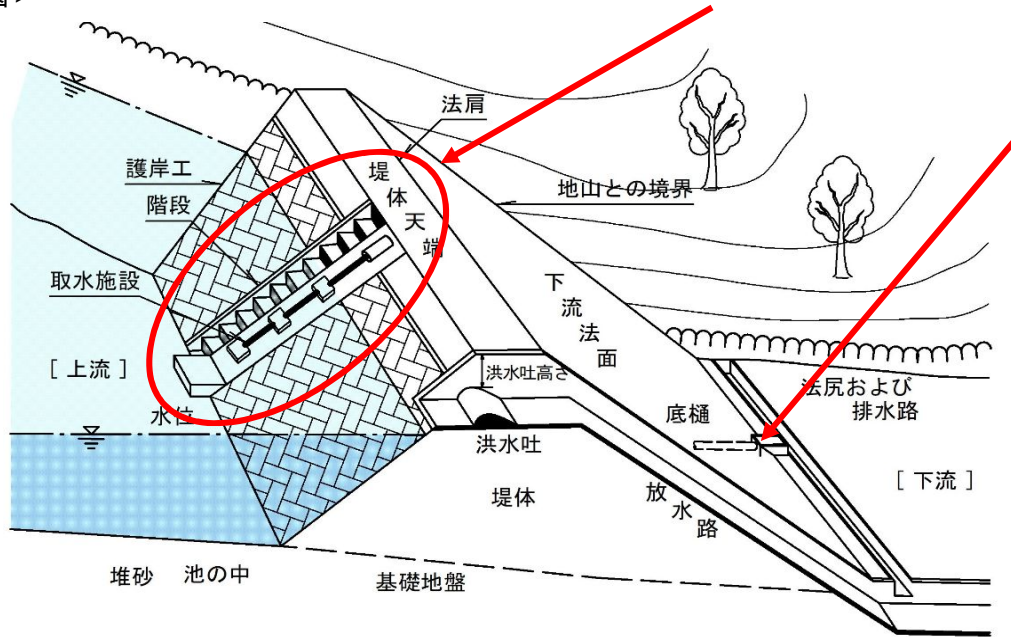 法肩
護岸工
階段
堤体天端
地山との境界
取水施設
下流法面
[ 上流 ]
洪水吐高さ
法尻および
排水路
水位
底樋
洪水吐
[ 下流 ]
堤体
放水路
堆砂 池の中
基礎地盤